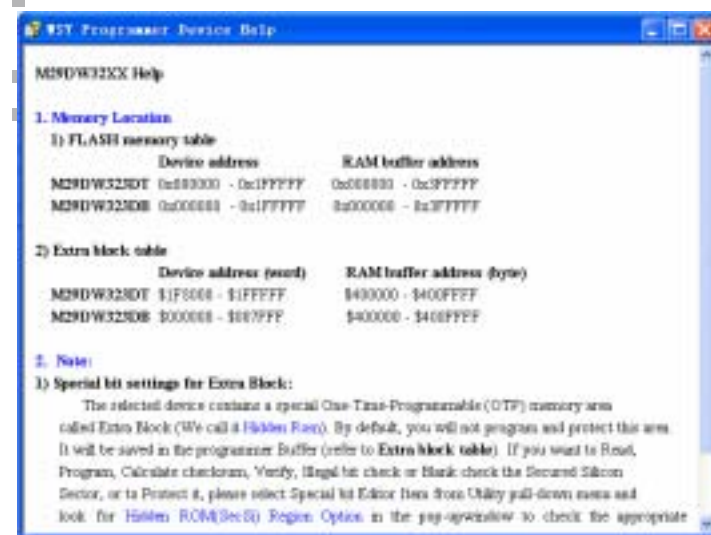 WSY Programmer Device Help
M29DW32XX Help
1. Memory Location
1) FLASH memory table
Device address RAM buffer address
M29DW323DT 0x000000 - 0x1FFFFF 0x000000 - 0x3FFFFF
M29DW323DB 0x000000 - 0x1FFFFF 0x000000 - 0x3FFFFF
2) Extra block table
Device address (word) RAM buffer address (byte)
M29DW323DT $1F8000 - $1FFFFF $400000 - $400FFFF
M29DW323DB $000000 - $007FFF $400000 - $400FFFF
2. Note:
1) Special bit settings for Extra Block:
The selected device contains a special One-Time-Programmable (OTP) memory area
called Extra Block (We call it Hidden Rom). By default, you will not program and protect this area.
It will be saved in the programmer Buffer (refer to Extra block table). If you want to Read,
Program, Calculate checksum, Verify, Illegal bit check or Blank check the Secured Silicon
Sector, or to Protect it, please select Special bit Editor Item from Utility pull-down menu and
look for Hidden ROM(SecSi) Region Option in the pop-upwindow to check the appropriate